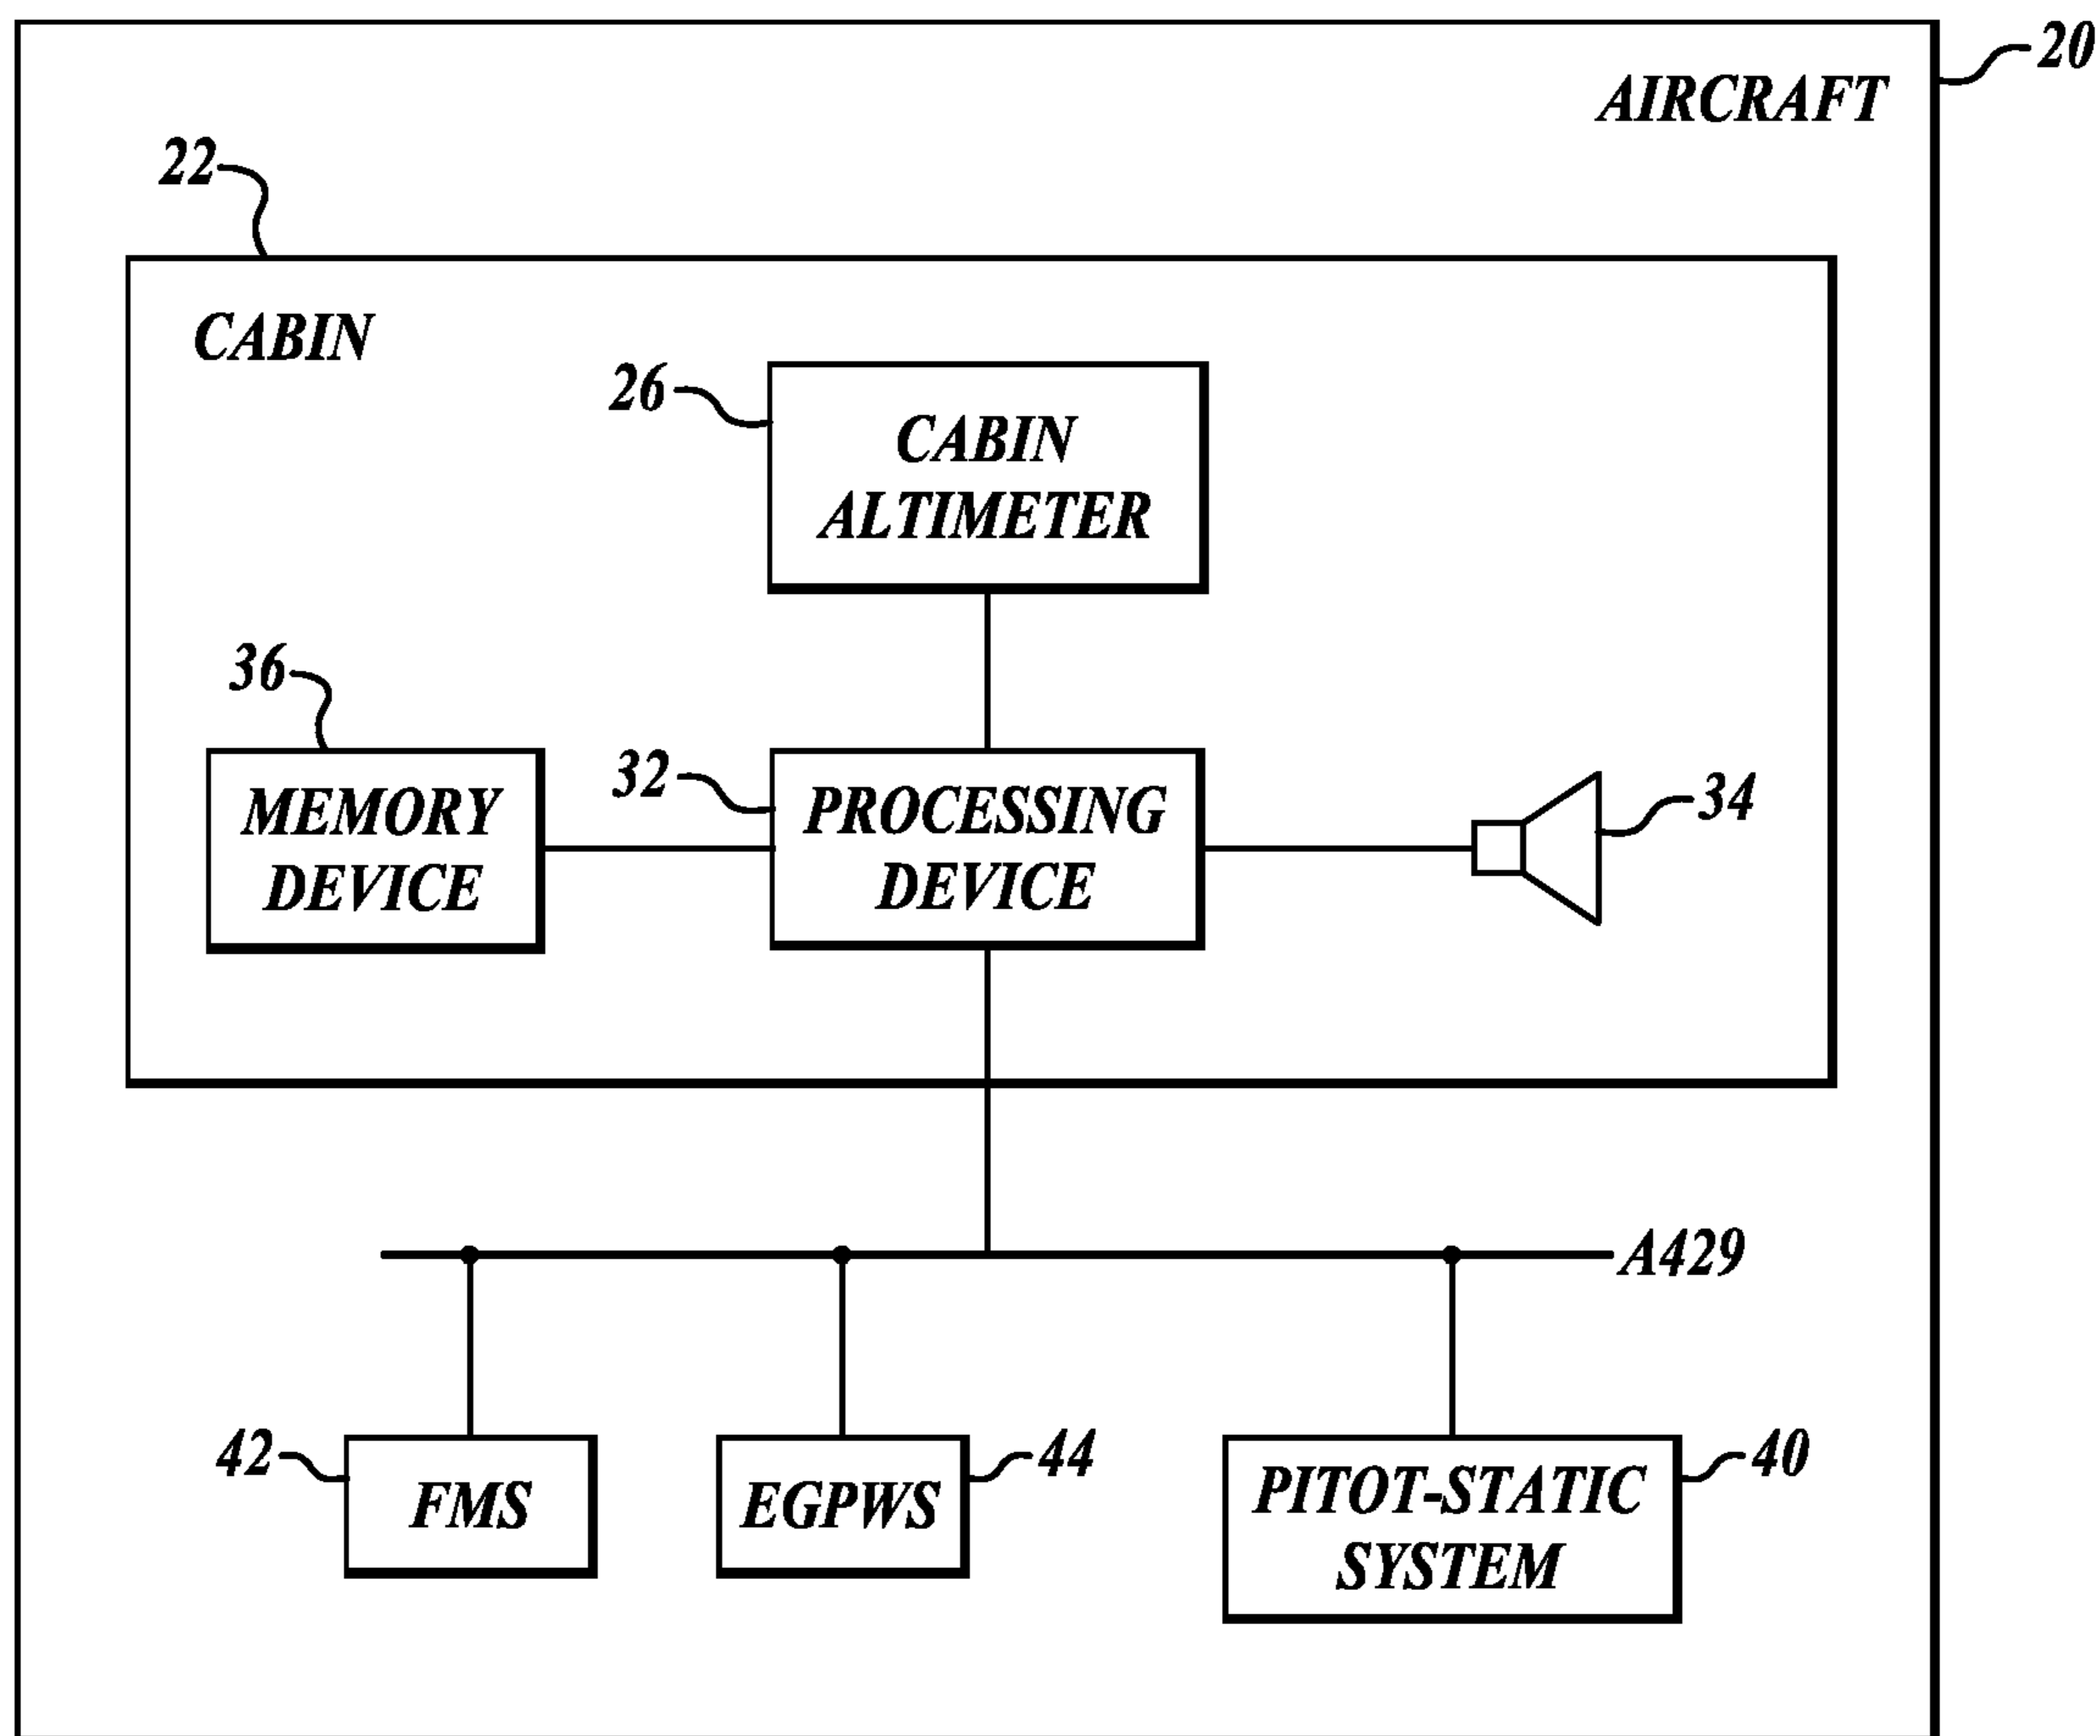 20
AIRCRAFT
22
CABIN
26
CABIN
ALTIMETER
36
MEMORY
DEVICE
32
PROCESSING
DEVICE
34
A429
42
FMS
EGPWS
44
PITOT-STATIC
SYSTEM
40